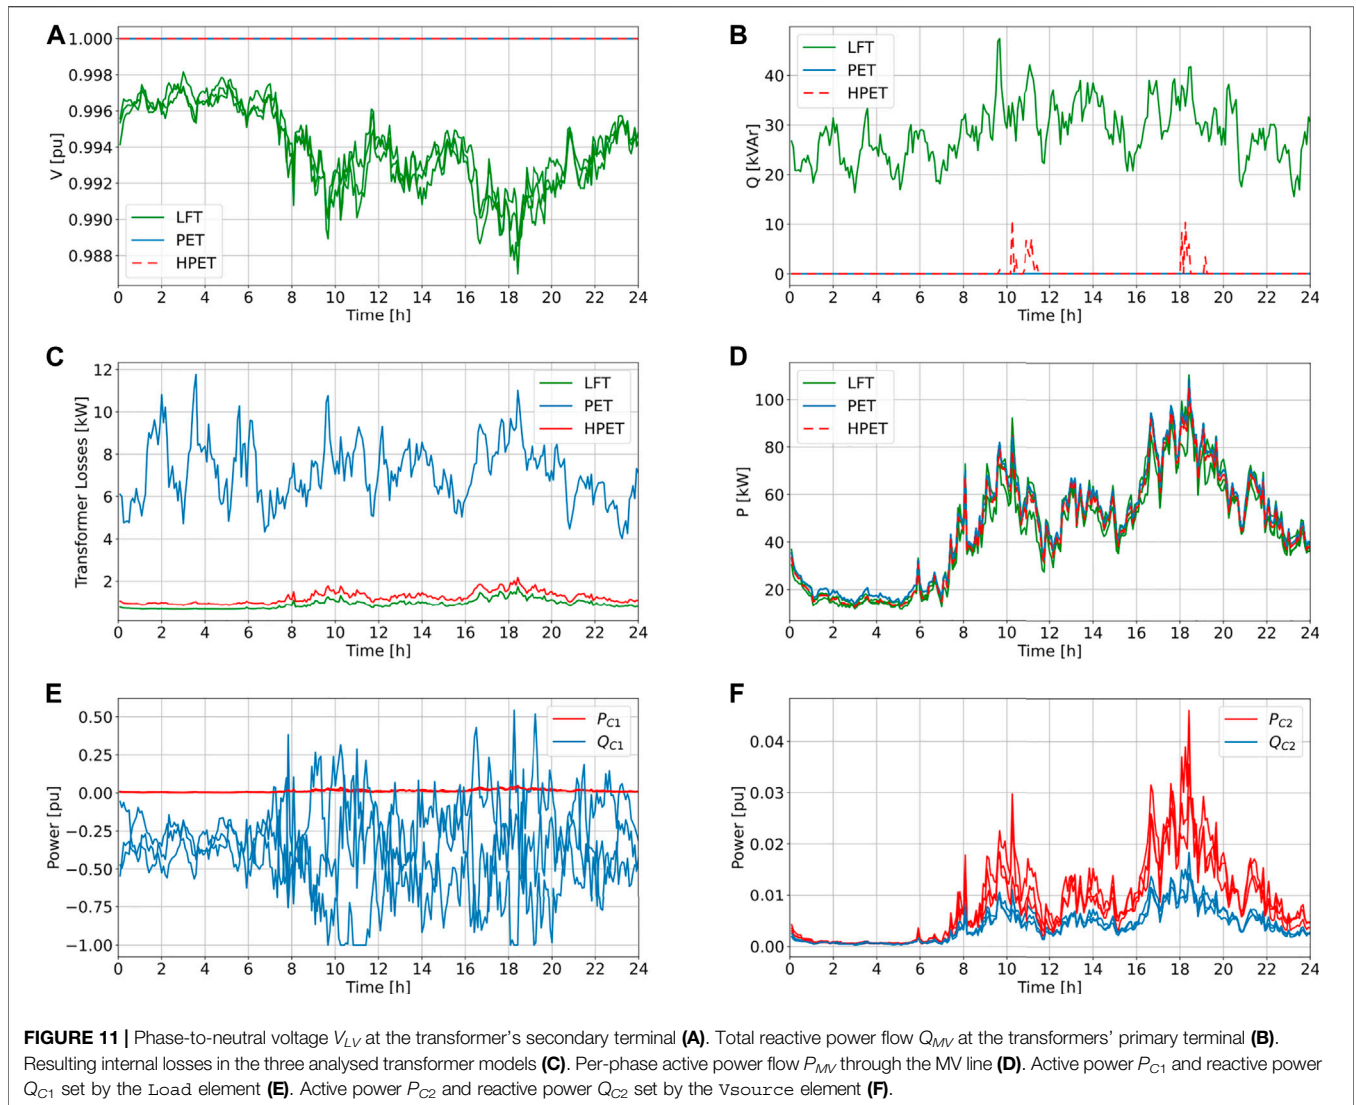 A
1.000
0.998
0.996
0.994
0.992
0.990
0.988
V [pu]
LFT
PET
HPET
0 2 4 6 8 10 12 14 16 18 20 22 24
Time [h]
B
40
30
20
10
0
Q [kVAr]
LFT
PET
HPET
0 2 4 6 8 10 12 14 16 18 20 22 24
Time [h]
C
12
10
8
6
4
2
Transformer Losses [kW]
LFT
PET
HPET
0 2 4 6 8 10 12 14 16 18 20 22 24
Time [h]
D
100
80
60
40
20
P [kW]
LFT
PET
HPET
0 2 4 6 8 10 12 14 16 18 20 22 24
Time [h]
E
0.50
0.25
0.00
−0.25
−0.50
−0.75
−1.00
Power [pu]
P_C1
Q_C1
0 2 4 6 8 10 12 14 16 18 20 22 24
Time [h]
F
0.04
0.03
0.02
0.01
0.00
Power [pu]
P_C2
Q_C2
0 2 4 6 8 10 12 14 16 18 20 22 24
Time [h]
FIGURE 11 | Phase-to-neutral voltage V_LV at the transformer's secondary terminal (A). Total reactive power flow Q_MV at the transformers' primary terminal (B).
Resulting internal losses in the three analysed transformer models (C). Per-phase active power flow P_MV through the MV line (D). Active power P_C1 and reactive power
Q_C1 set by the Load element (E). Active power P_C2 and reactive power Q_C2 set by the Vsource element (F).